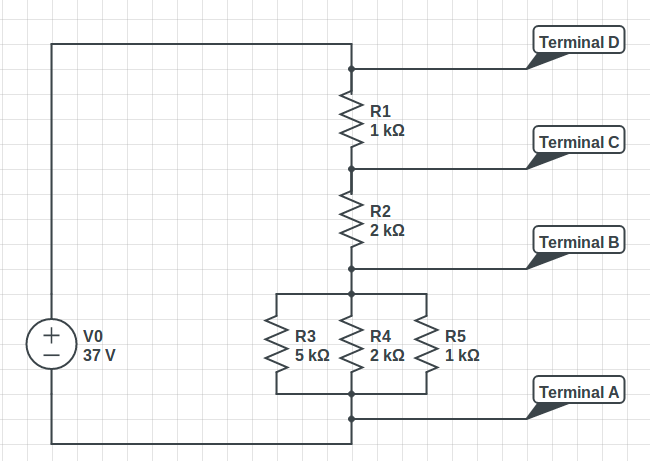 Terminal D
R1
1 kΩ
Terminal C
R2
2 kΩ
Terminal B
V0
37 V
R3
5 kΩ
R4
2 kΩ
R5
1 kΩ
Terminal A